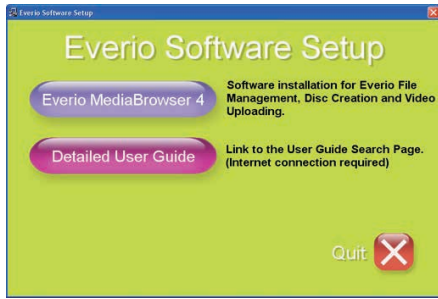 Everio Software Setup
Everio Software Setup
Everio MediaBrowser 4
Software installation for Everio File
Management, Disc Creation and Video
Uploading.
Detailed User Guide
Link to the User Guide Search Page.
(Internet connection required)
Quit